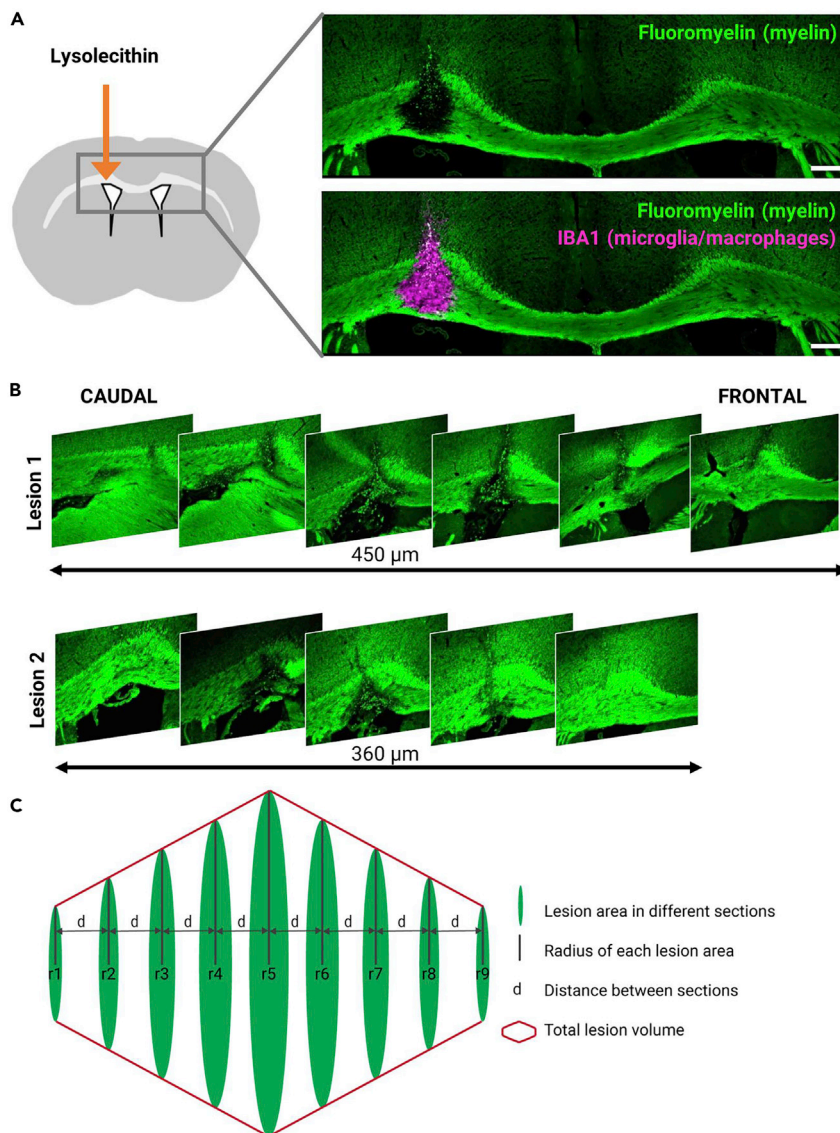 A
Lysolecithin
Fluoromyelin (myelin)
Fluoromyelin (myelin)
IBA1 (microglia/macrophages)
B
CAUDAL
FRONTAL
Lesion 1
450 µm
Lesion 2
360 µm
C
d d d d d d d d
r1 r2 r3 r4 r5 r6 r7 r8 r9
Lesion area in different sections
Radius of each lesion area
d Distance between sections
Total lesion volume